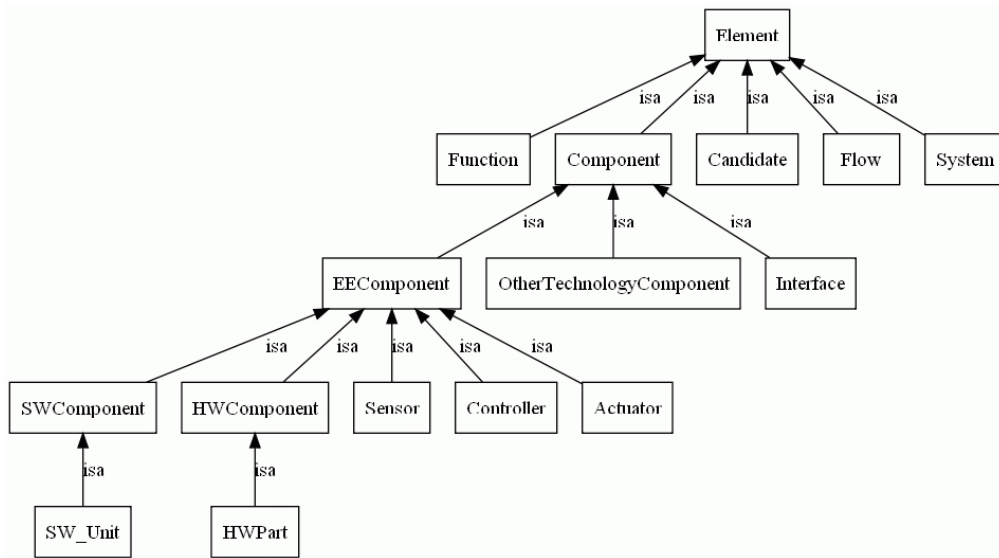 Element
isa isa isa isa isa
Function Component Candidate Flow System
isa isa isa
EEComponent OtherTechnologyComponent Interface
isa isa isa isa isa
SWComponent HWComponent Sensor Controller Actuator
isa isa
SW_Unit HWPart